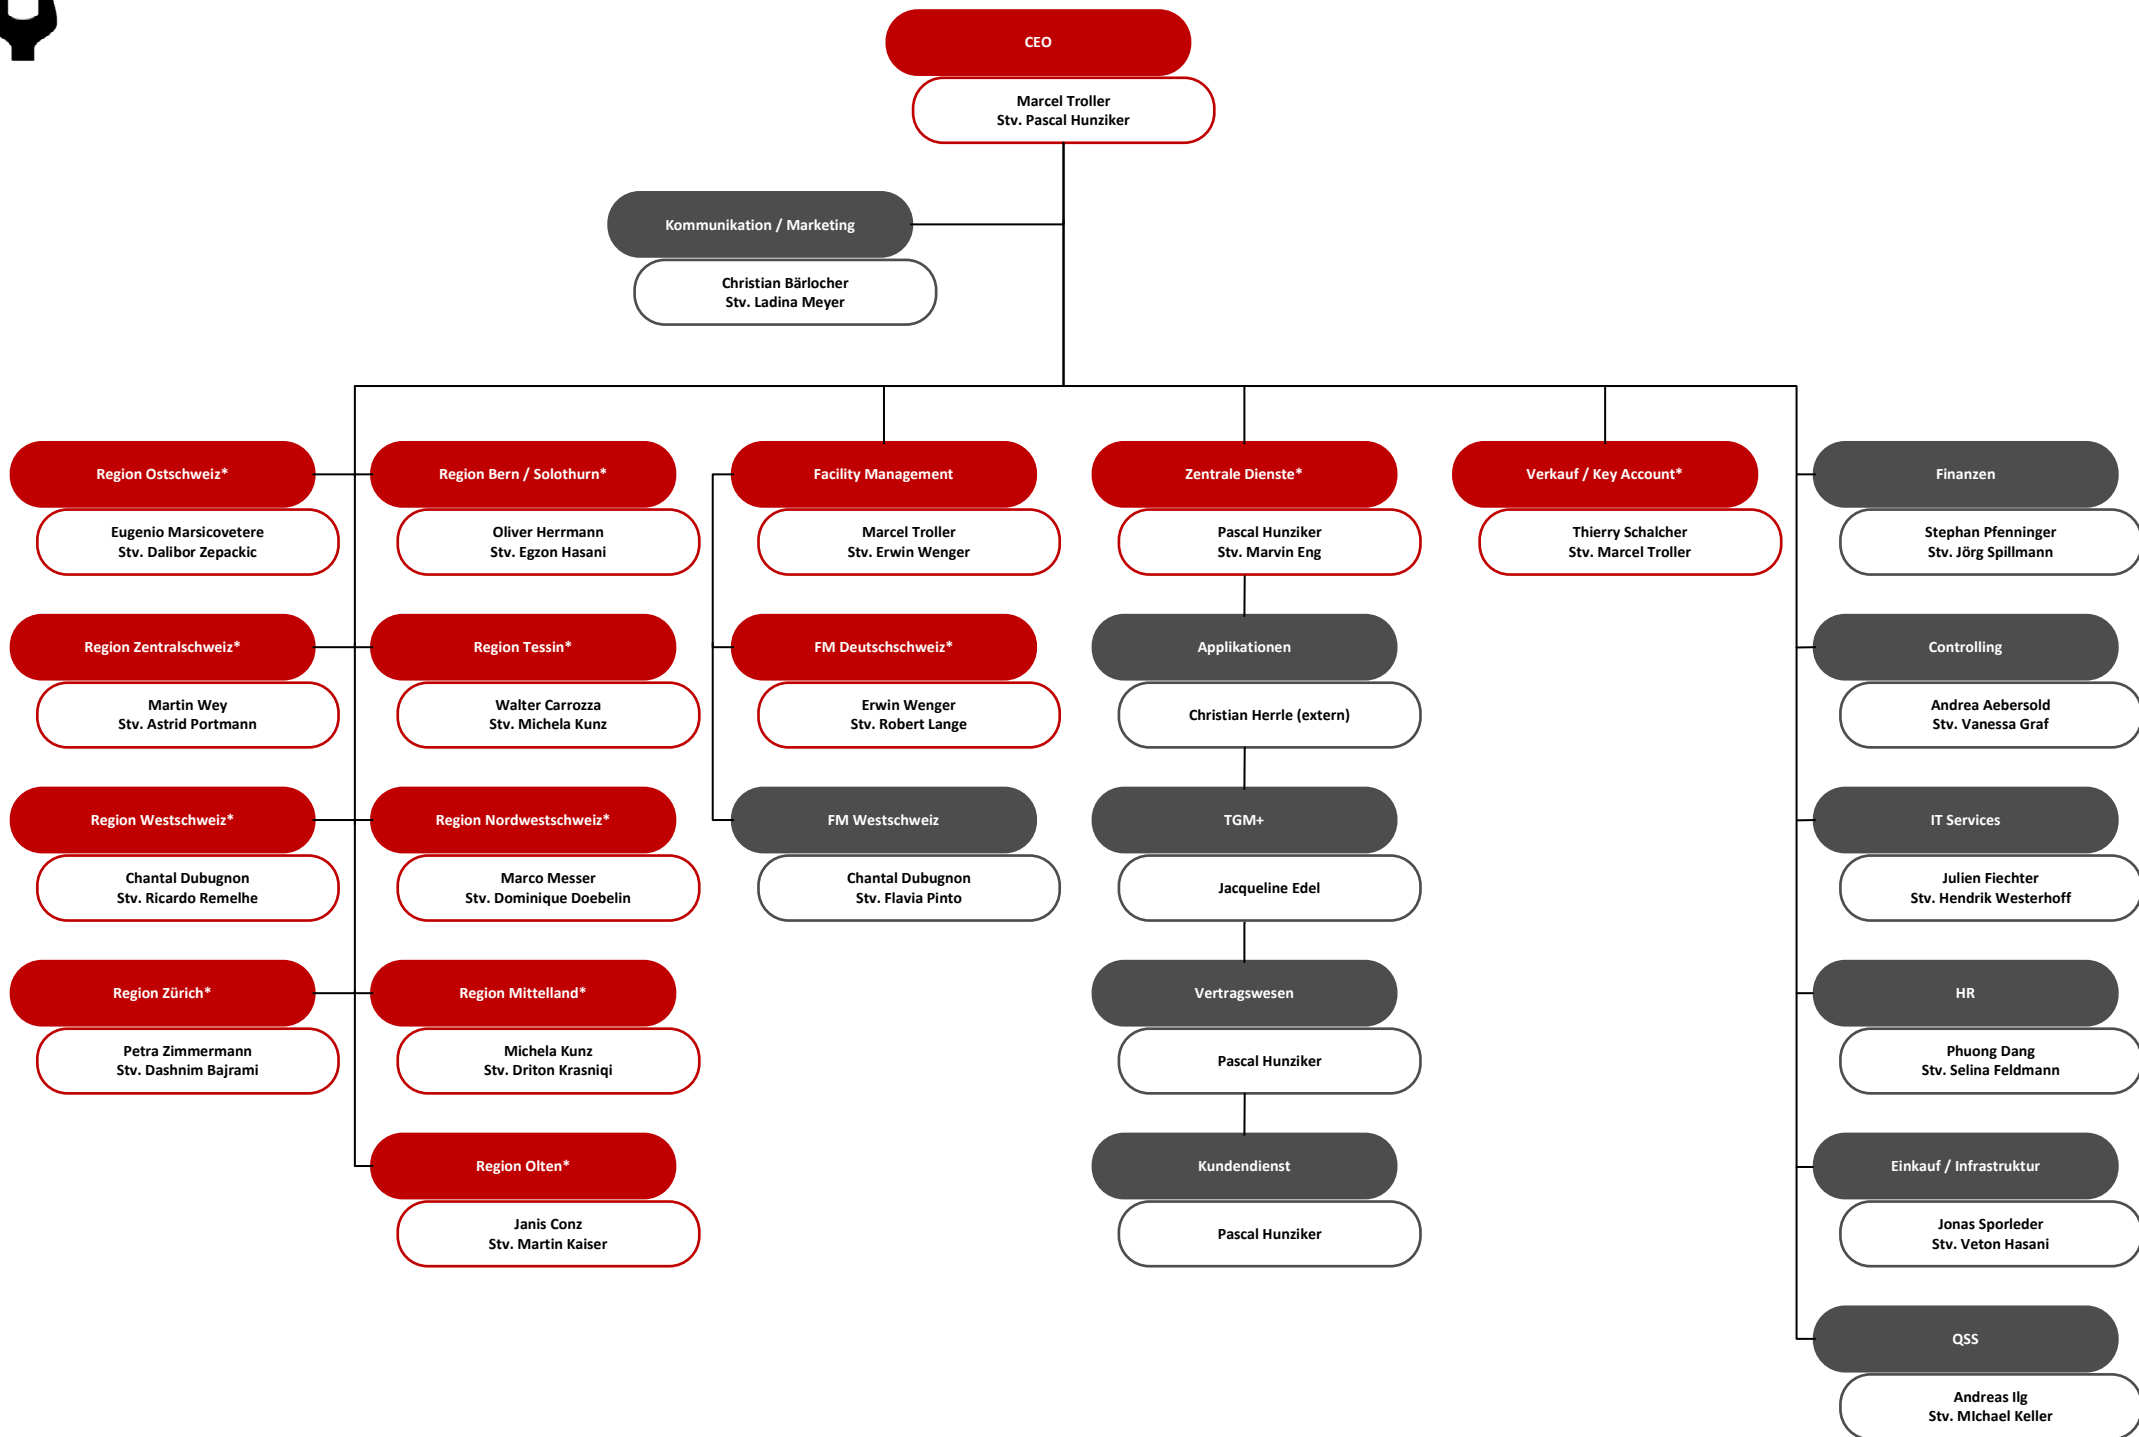 CEO
Marcel Troller
Stv. Pascal Hunziker
Kommunikation / Marketing
Christian Bärlocher
Stv. Ladina Meyer
Region Ostschweiz*
Eugenio Marsicovetere
Stv. Dalibor Zepackic
Region Bern / Solothurn*
Oliver Herrmann
Stv. Egzon Hasani
Facility Management
Marcel Troller
Stv. Erwin Wenger
Zentrale Dienste*
Pascal Hunziker
Stv. Marvin Eng
Verkauf / Key Account*
Thierry Schalcher
Stv. Marcel Troller
Finanzen
Stephan Pfenninger
Stv. Jörg Spillmann
Region Zentralschweiz*
Martin Wey
Stv. Astrid Portmann
Region Tessin*
Walter Carrozza
Stv. Michela Kunz
FM Deutschschweiz*
Erwin Wenger
Stv. Robert Lange
Applikationen
Christian Herrle (extern)
Controlling
Andrea Aebersold
Stv. Vanessa Graf
Region Westschweiz*
Chantal Dubugnon
Stv. Ricardo Remelhe
Region Nordwestschweiz*
Marco Messer
Stv. Dominique Doebelin
FM Westschweiz
Chantal Dubugnon
Stv. Flavia Pinto
TGM+
Jacqueline Edel
IT Services
Julien Fiechter
Stv. Hendrik Westerhoff
Region Zürich*
Petra Zimmermann
Stv. Dashnim Bajrami
Region Mittelland*
Michela Kunz
Stv. Driton Krasniqi
Vertragswesen
Pascal Hunziker
HR
Phuong Dang
Stv. Selina Feldmann
Region Olten*
Janis Conz
Stv. Martin Kaiser
Kundendienst
Pascal Hunziker
Einkauf / Infrastruktur
Jonas Sporleder
Stv. Veton Hasani
QSS
Andreas Ilg
Stv. MIchael Keller